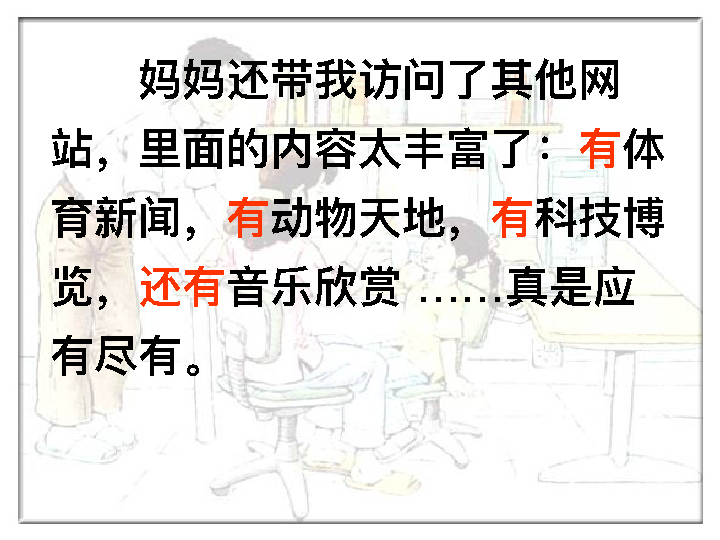 妈妈还带我访问了其他网
站，里面的内容太丰富了：有体
育新闻，有动物天地，有科技博
览，还有音乐欣赏 ……真是应
有尽有。